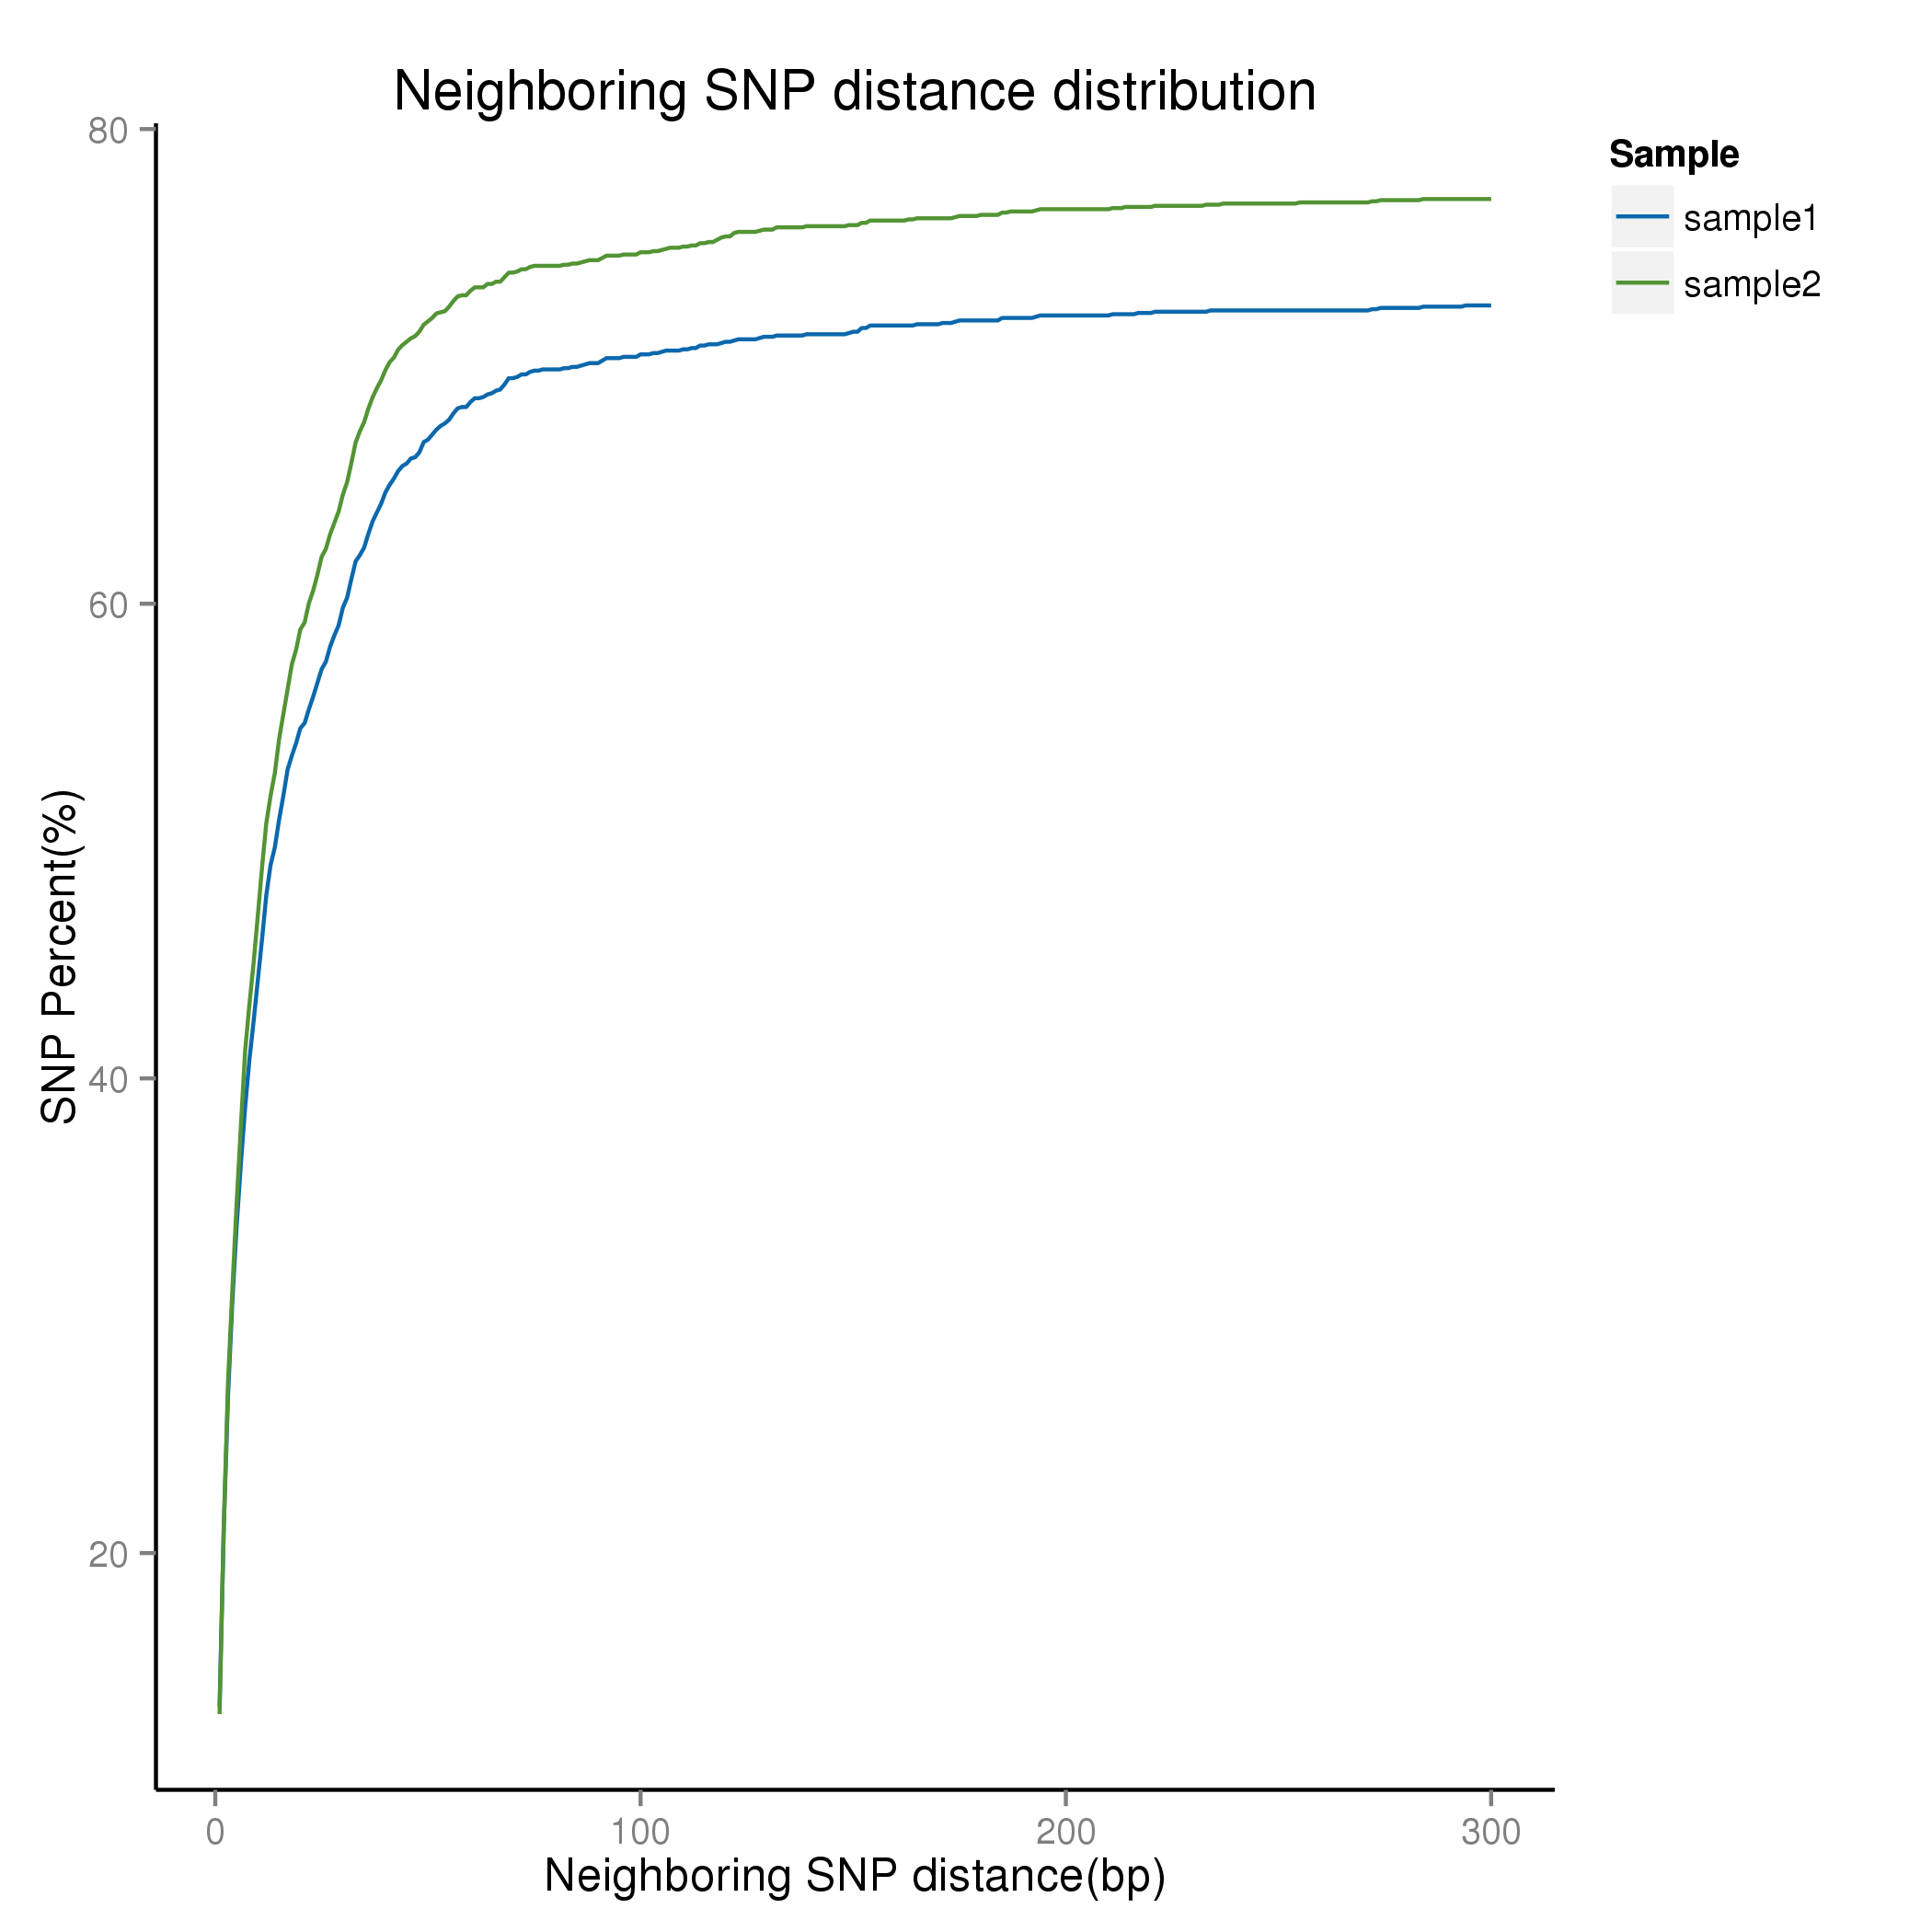 Neighboring SNP distance distribution
80
60
40
20
SNP Percent(%)
0 100 200 300
Neighboring SNP distance(bp)
Sample
sample1
sample2